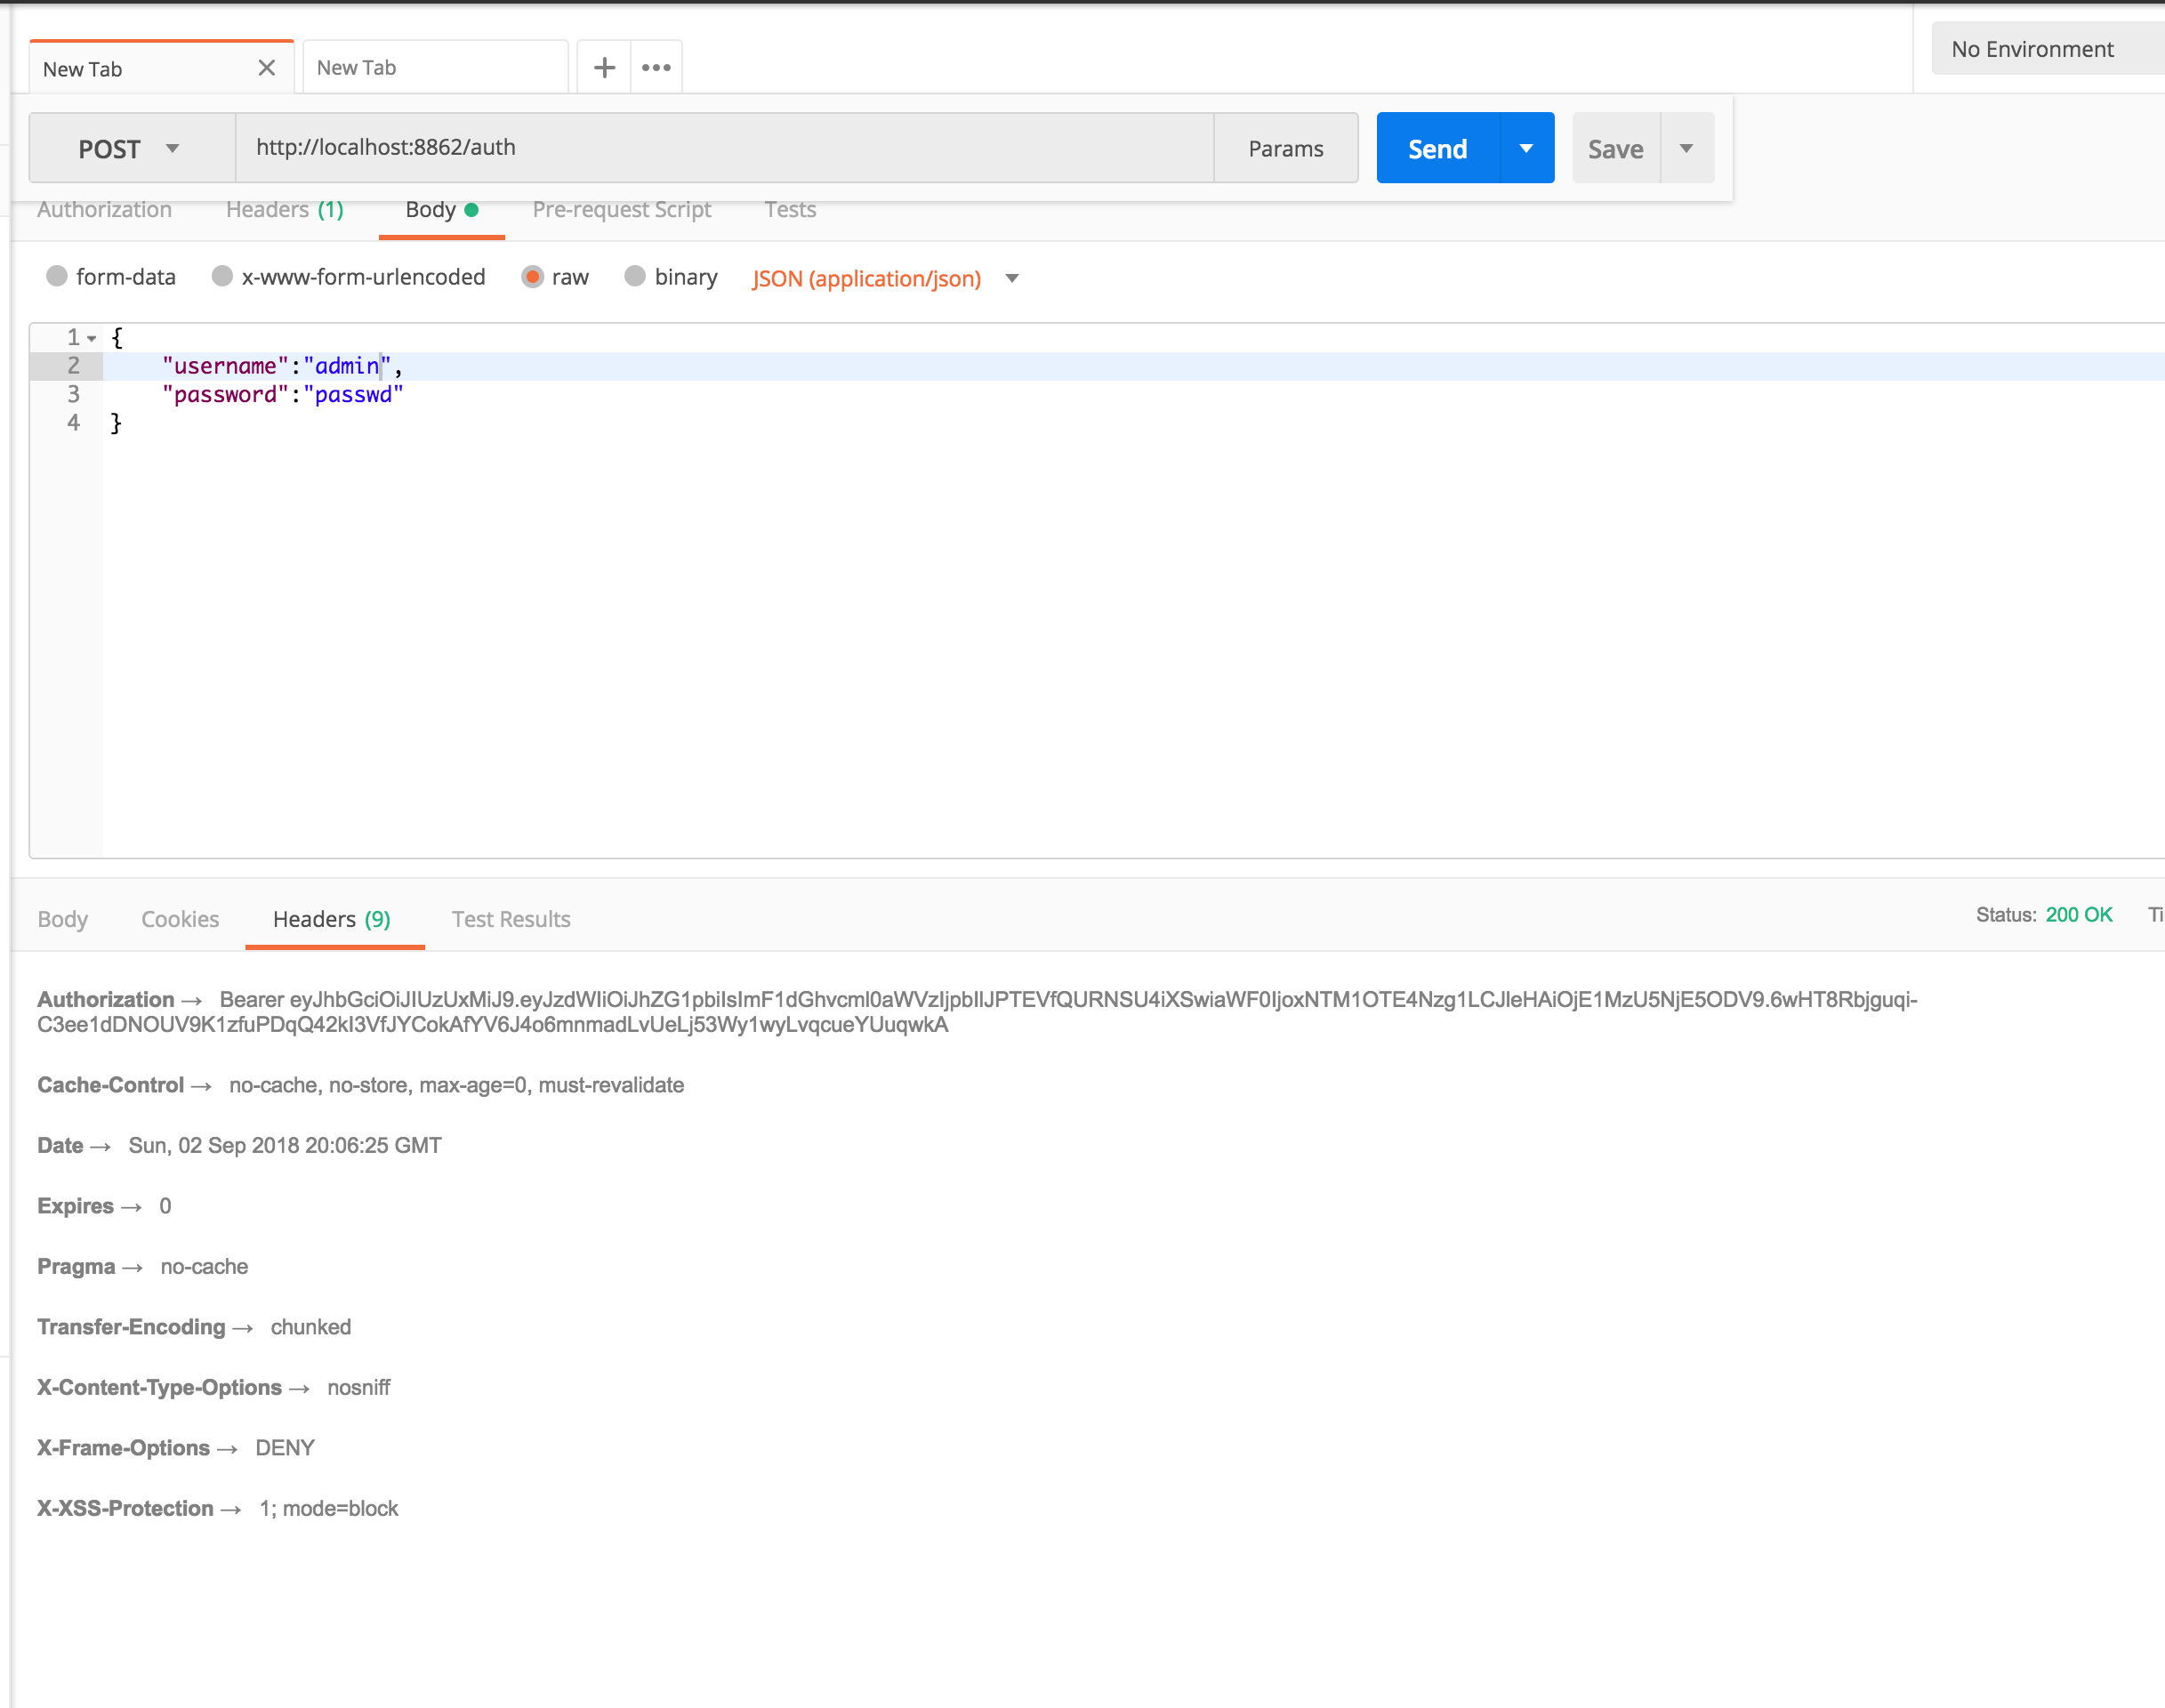 New Tab
New Tab
No Environment
POST
http://localhost:8862/auth
Params
Send
Save
Authorization
Headers (1)
Body
Pre-request Script
Tests
form-data
x-www-form-urlencoded
raw
binary
JSON (application/json)
1 {
2 "username":"admin",
3 "password":"passwd"
4 }
Body
Cookies
Headers (9)
Test Results
Status: 200 OK
Ti
Authorization → Bearer eyJhbGciOiJIUzUxMiJ9.eyJzdWIiOiJhZG1pbiIsImF1dGhvcml0aWVzIjpbIlJPTEVfQURNSU4iXSwiaWF0IjoxNTM1OTE4Nzg1LCJleHAiOjE1MzU5NjE5ODV9.6wHT8Rbjguqi-
C3ee1dDNOUV9K1zfuPDqQ42kI3VfJYCokAfYV6J4o6mnmadLvUeLj53Wy1wyLvqcueYUuqwkA
Cache-Control → no-cache, no-store, max-age=0, must-revalidate
Date → Sun, 02 Sep 2018 20:06:25 GMT
Expires → 0
Pragma → no-cache
Transfer-Encoding → chunked
X-Content-Type-Options → nosniff
X-Frame-Options → DENY
X-XSS-Protection → 1; mode=block